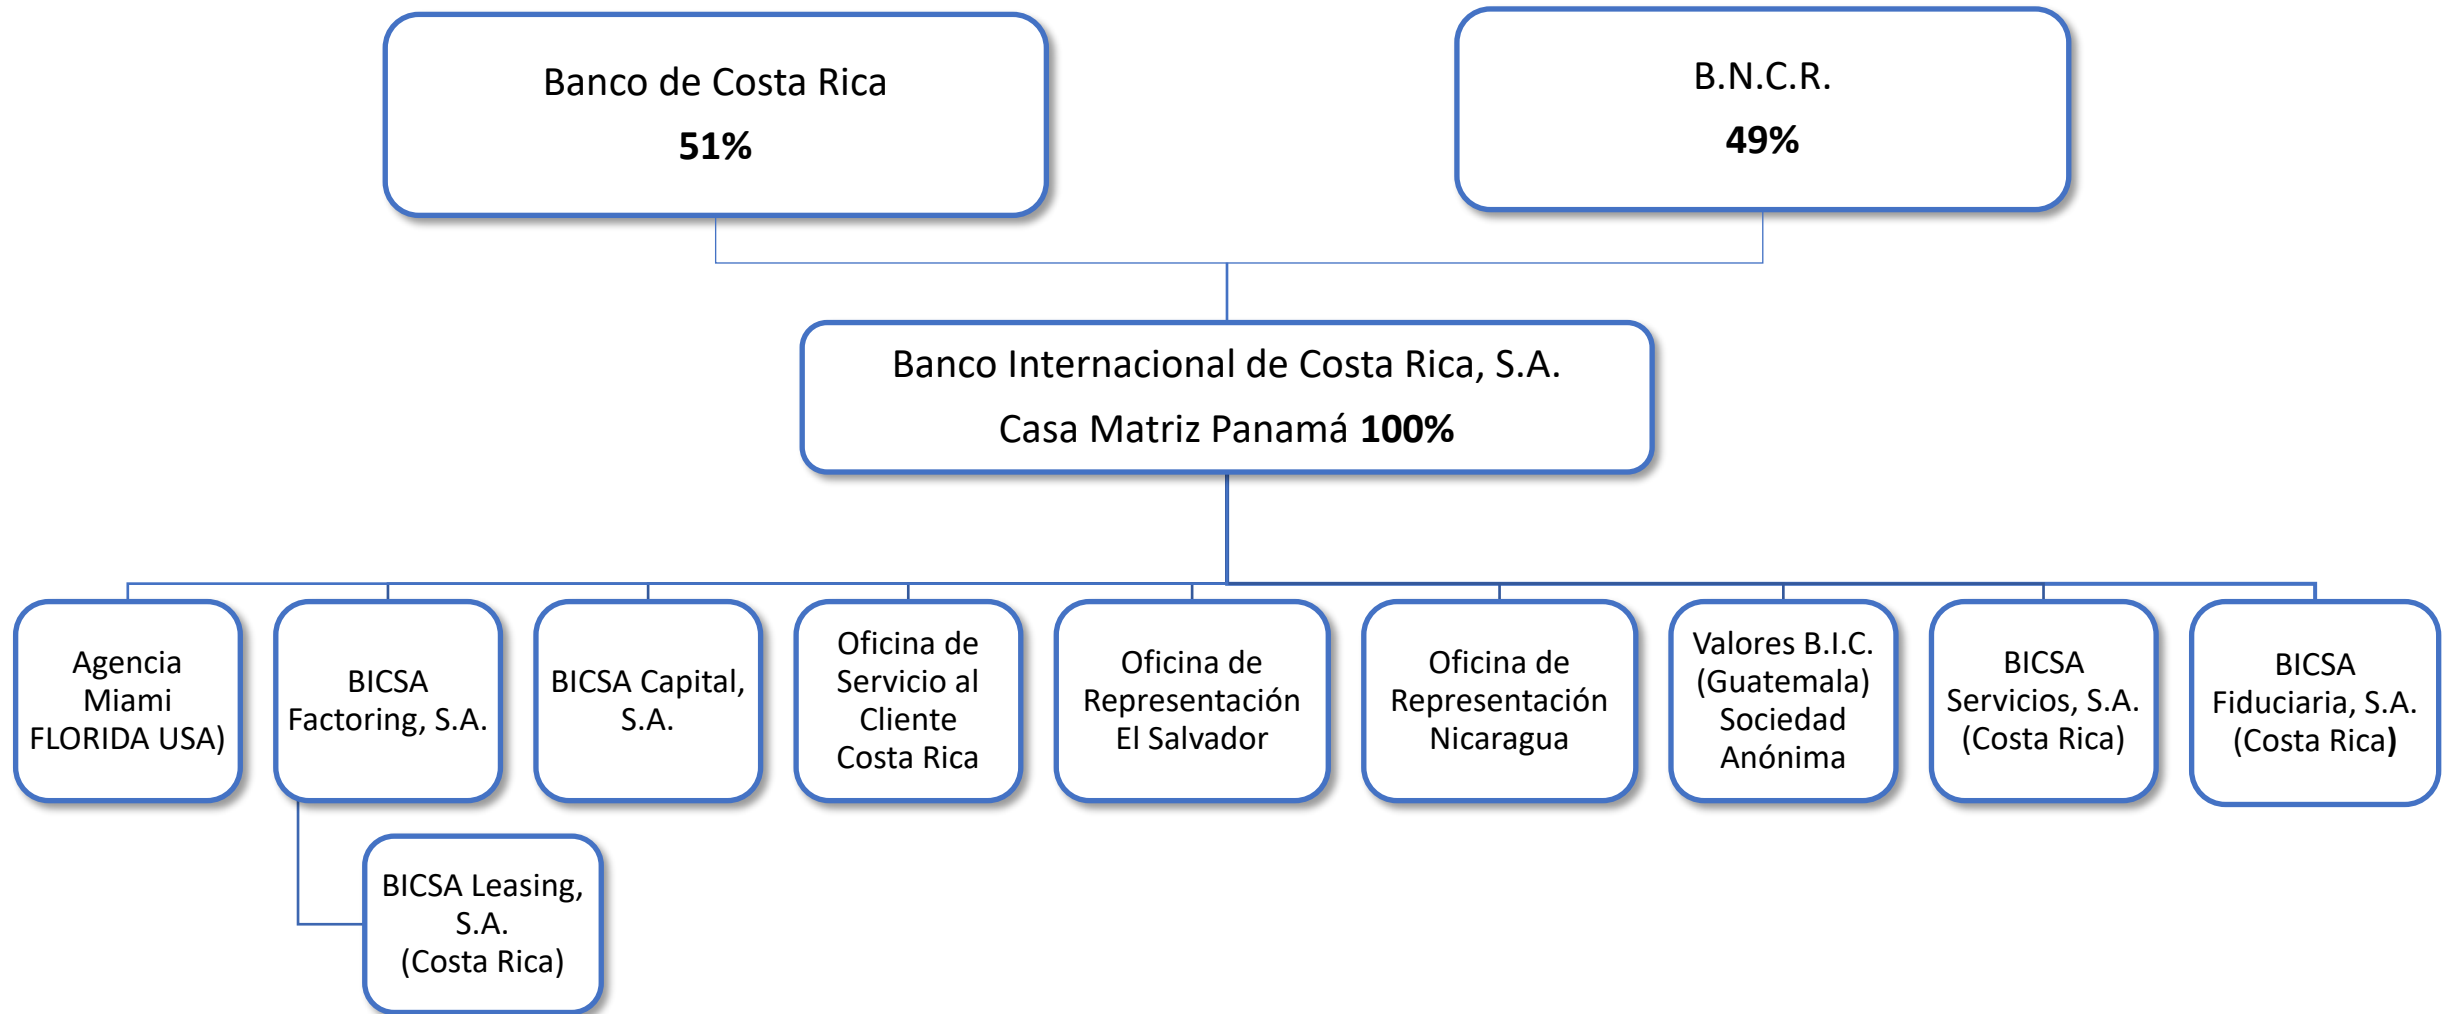 Banco de Costa Rica
51%
B.N.C.R.
49%
Banco Internacional de Costa Rica, S.A.
Casa Matriz Panamá 100%
Agencia
Miami
FLORIDA USA)
BICSA
Factoring, S.A.
BICSA Capital,
S.A.
Oficina de
Servicio al
Cliente
Costa Rica
Oficina de
Representación
El Salvador
Oficina de
Representación
Nicaragua
Valores B.I.C.
(Guatemala)
Sociedad
Anónima
BICSA
Servicios, S.A.
(Costa Rica)
BICSA
Fiduciaria, S.A.
(Costa Rica)
BICSA Leasing,
S.A.
(Costa Rica)